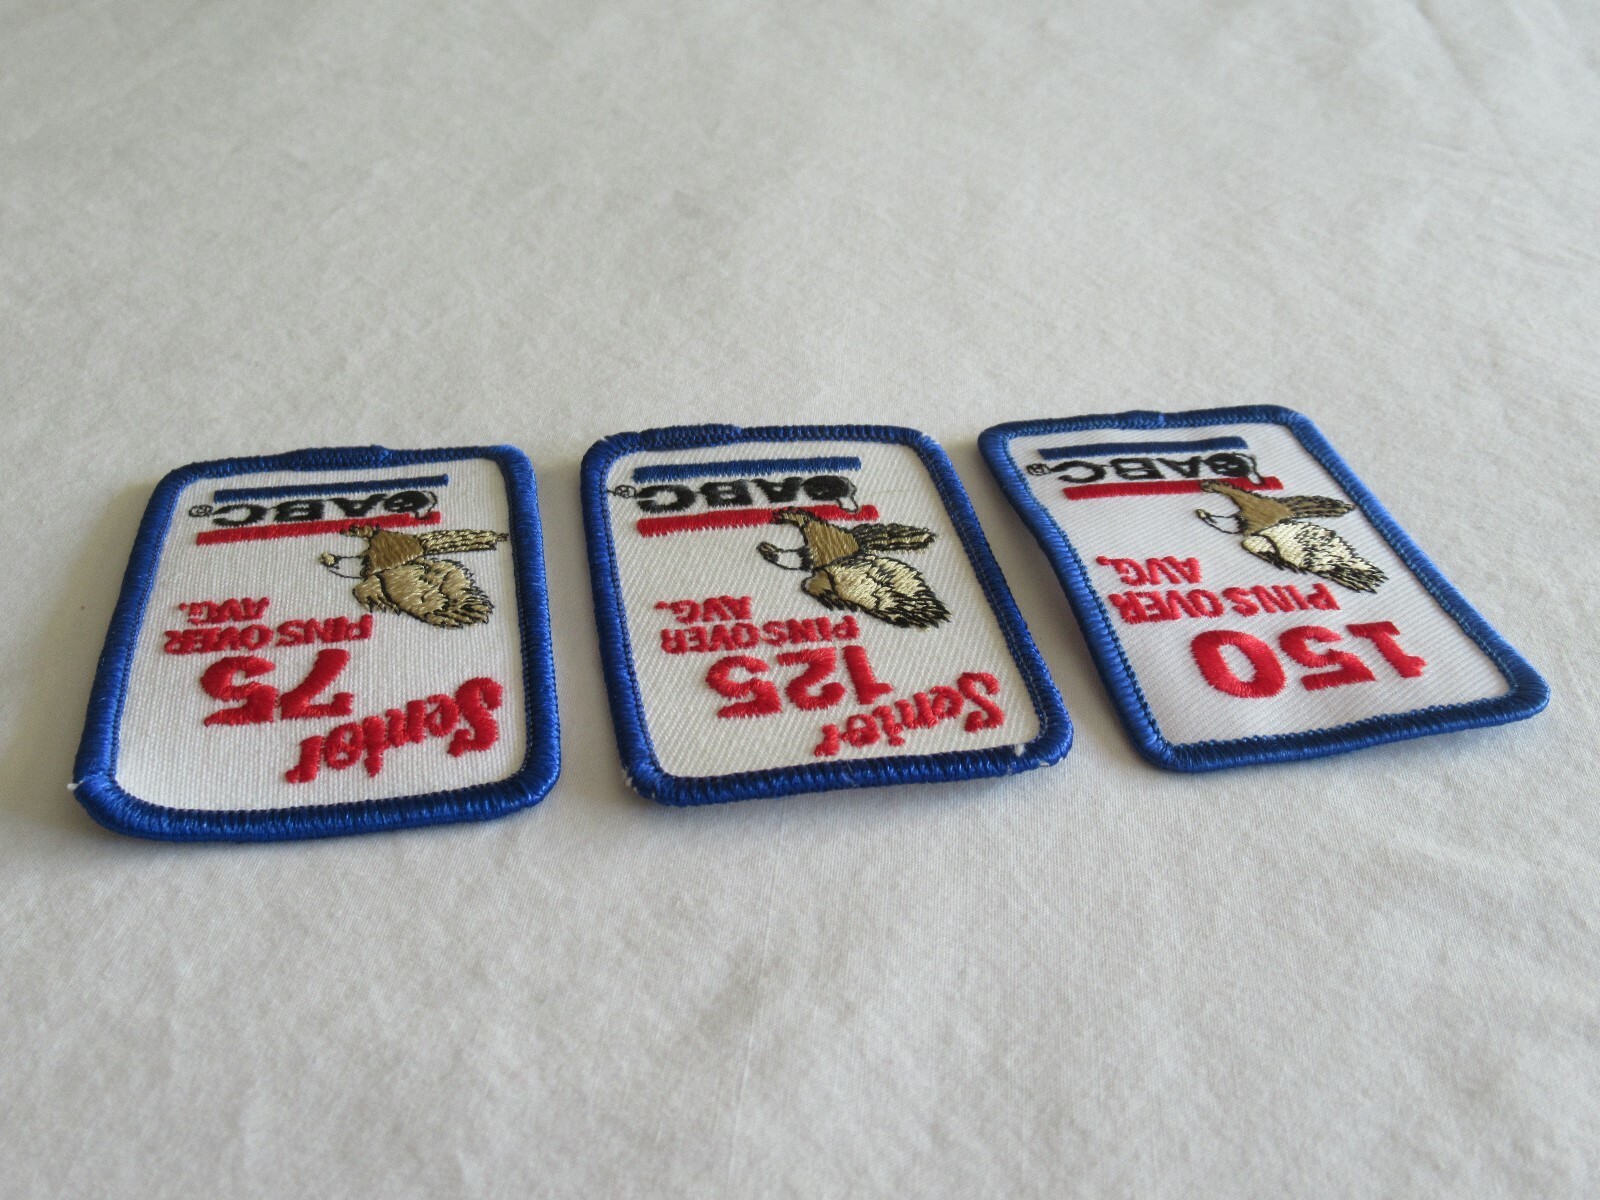 Senior
75
PINS OVER
AVG.
ABC®
Senior
125
PINS OVER
AVG.
ABC®
150
PINS OVER
AVG.
ABC®